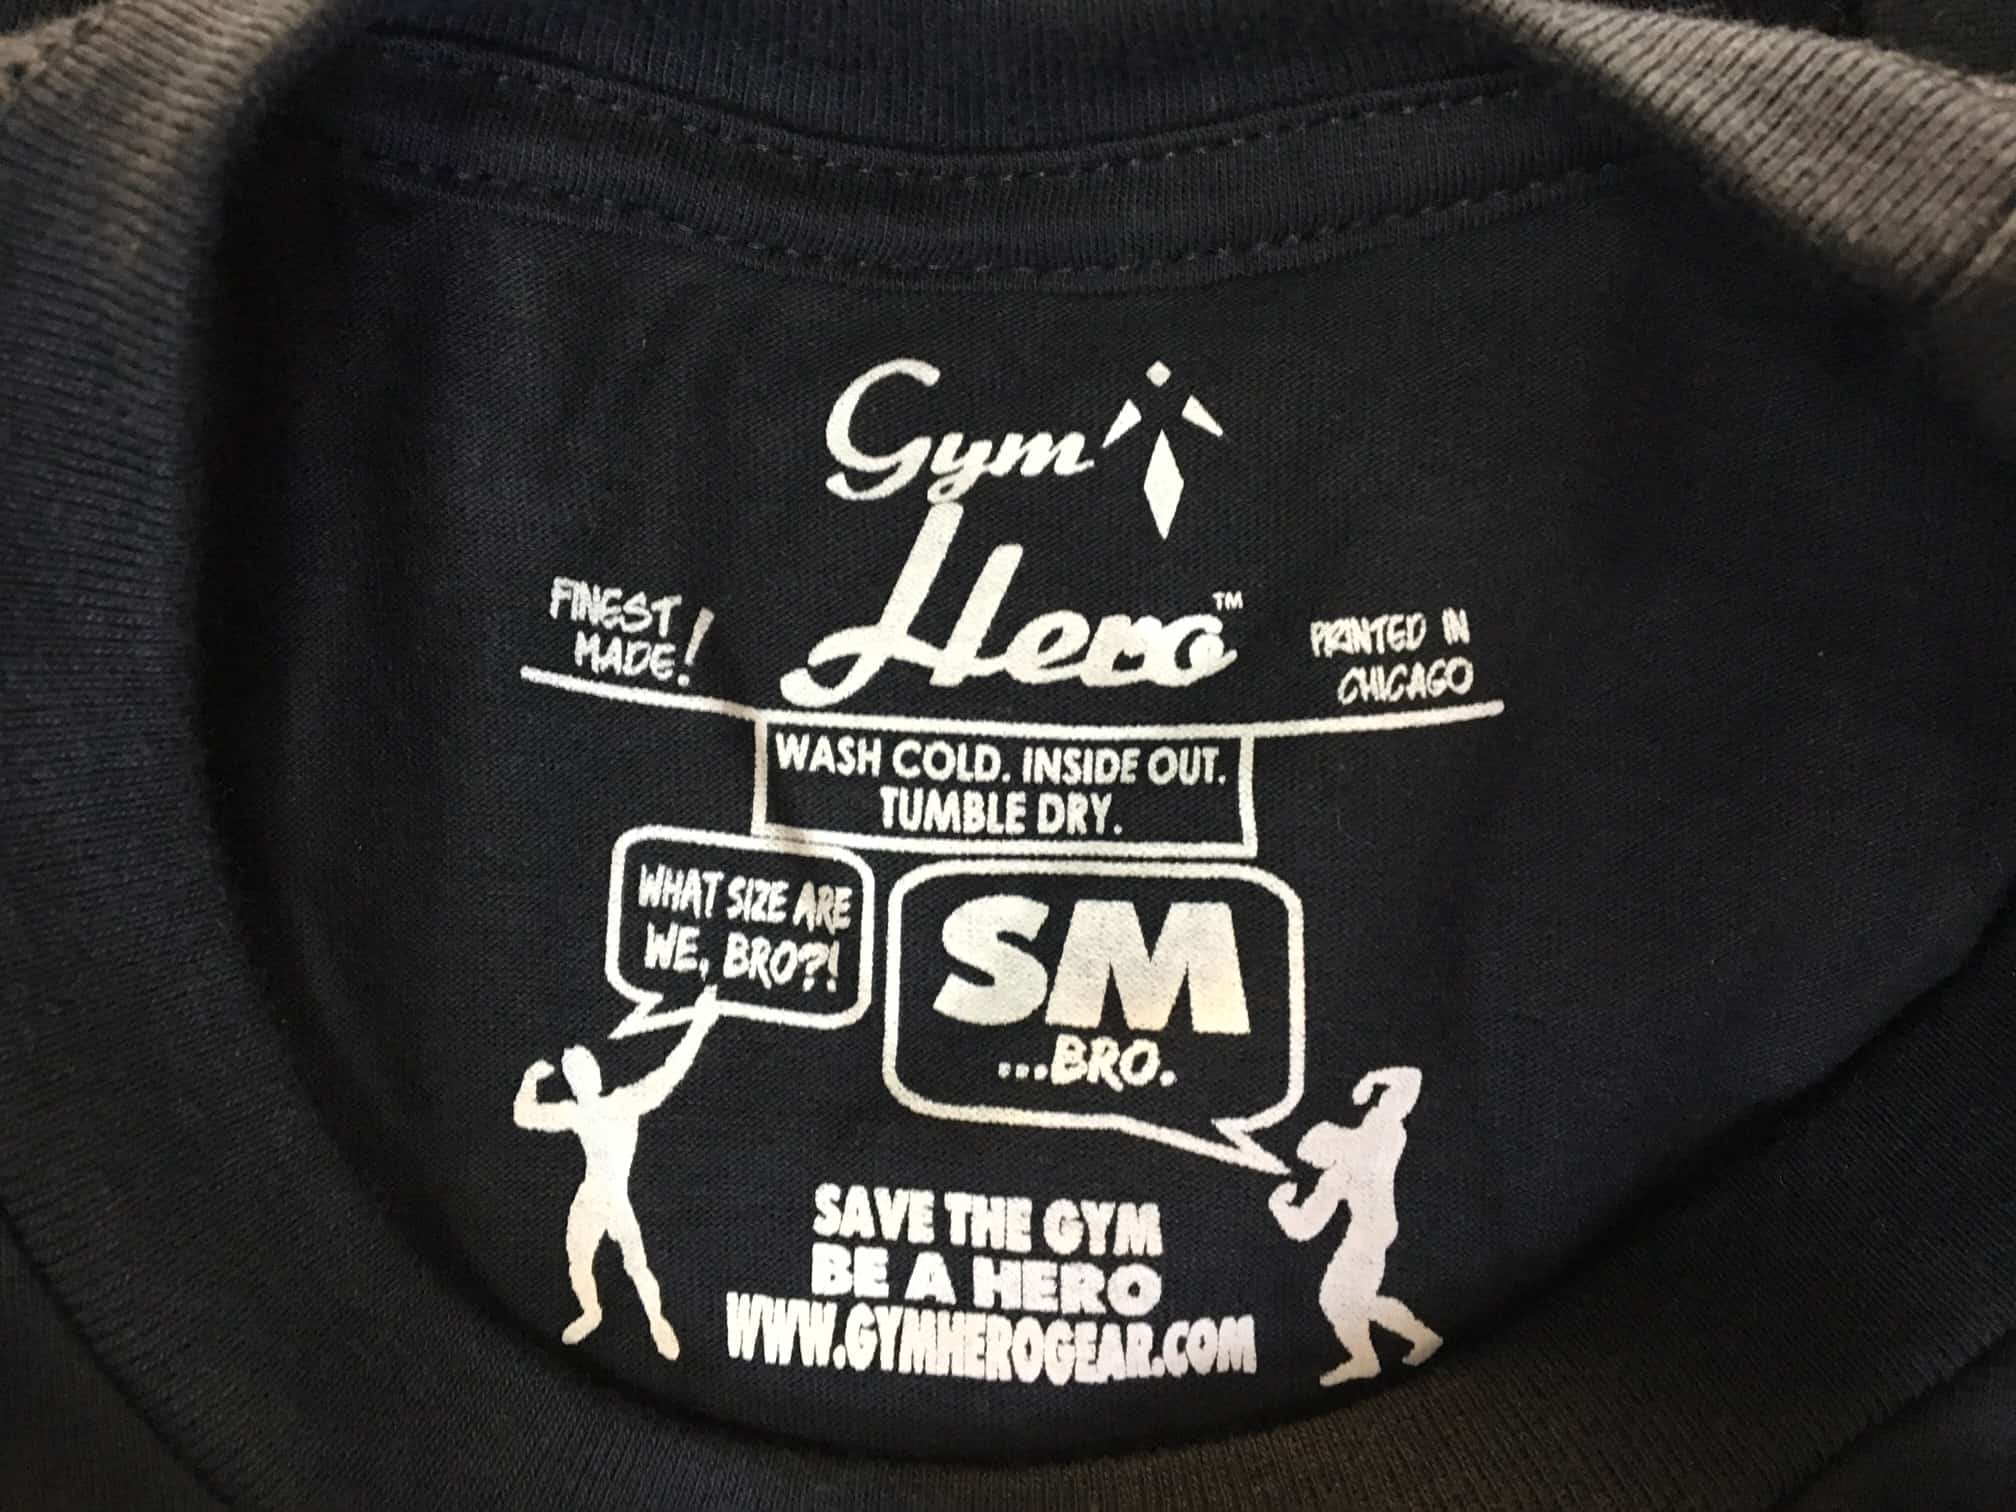 Gym
Hero™
FINEST
MADE!
PRINTED IN
CHICAGO
WASH COLD. INSIDE OUT.
TUMBLE DRY.
WHAT SIZE ARE
WE, BRO?!
SM
...BRO.
SAVE THE GYM
BE A HERO
WWW.GYMHEROGEAR.COM